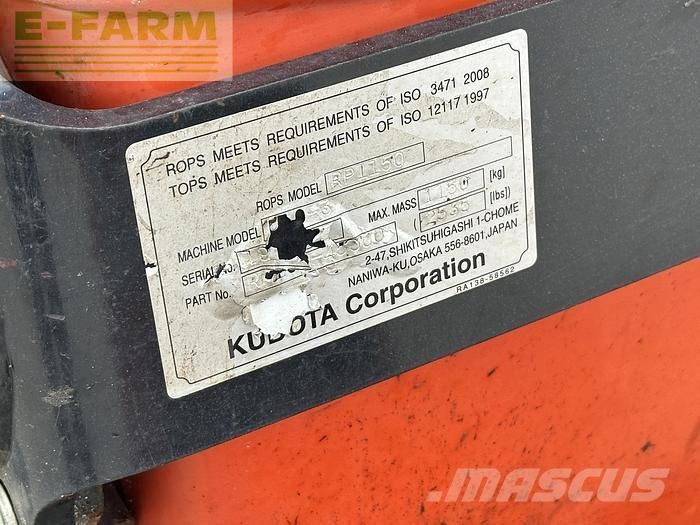 E-FARM
ROPS MEETS REQUIREMENTS OF ISO 3471 2008
TOPS MEETS REQUIREMENTS OF ISO 12117 1997
ROPS MODEL RP1150
MACHINE MODEL MAX. MASS 1150 [kg]
SERIAL NO. (2535 [lbs])
PART No. 2-47, SHIKITSUHIGASHI 1-CHOME
NANIWA-KU, OSAKA 556-8601, JAPAN
KUBOTA Corporation
RA138-58562
MASCUS